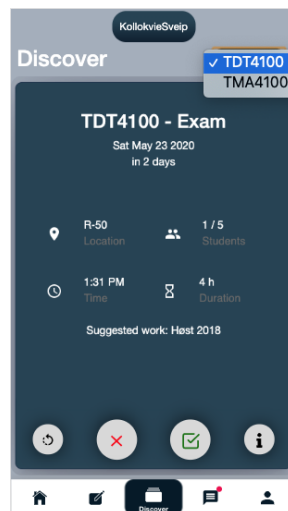 KollokvieSveip
Discover
✓ TDT4100
TMA4100
TDT4100 - Exam
Sat May 23 2020
in 2 days
R-50
Location
1 / 5
Students
1:31 PM
Time
4 h
Duration
Suggested work: Høst 2018
Discover